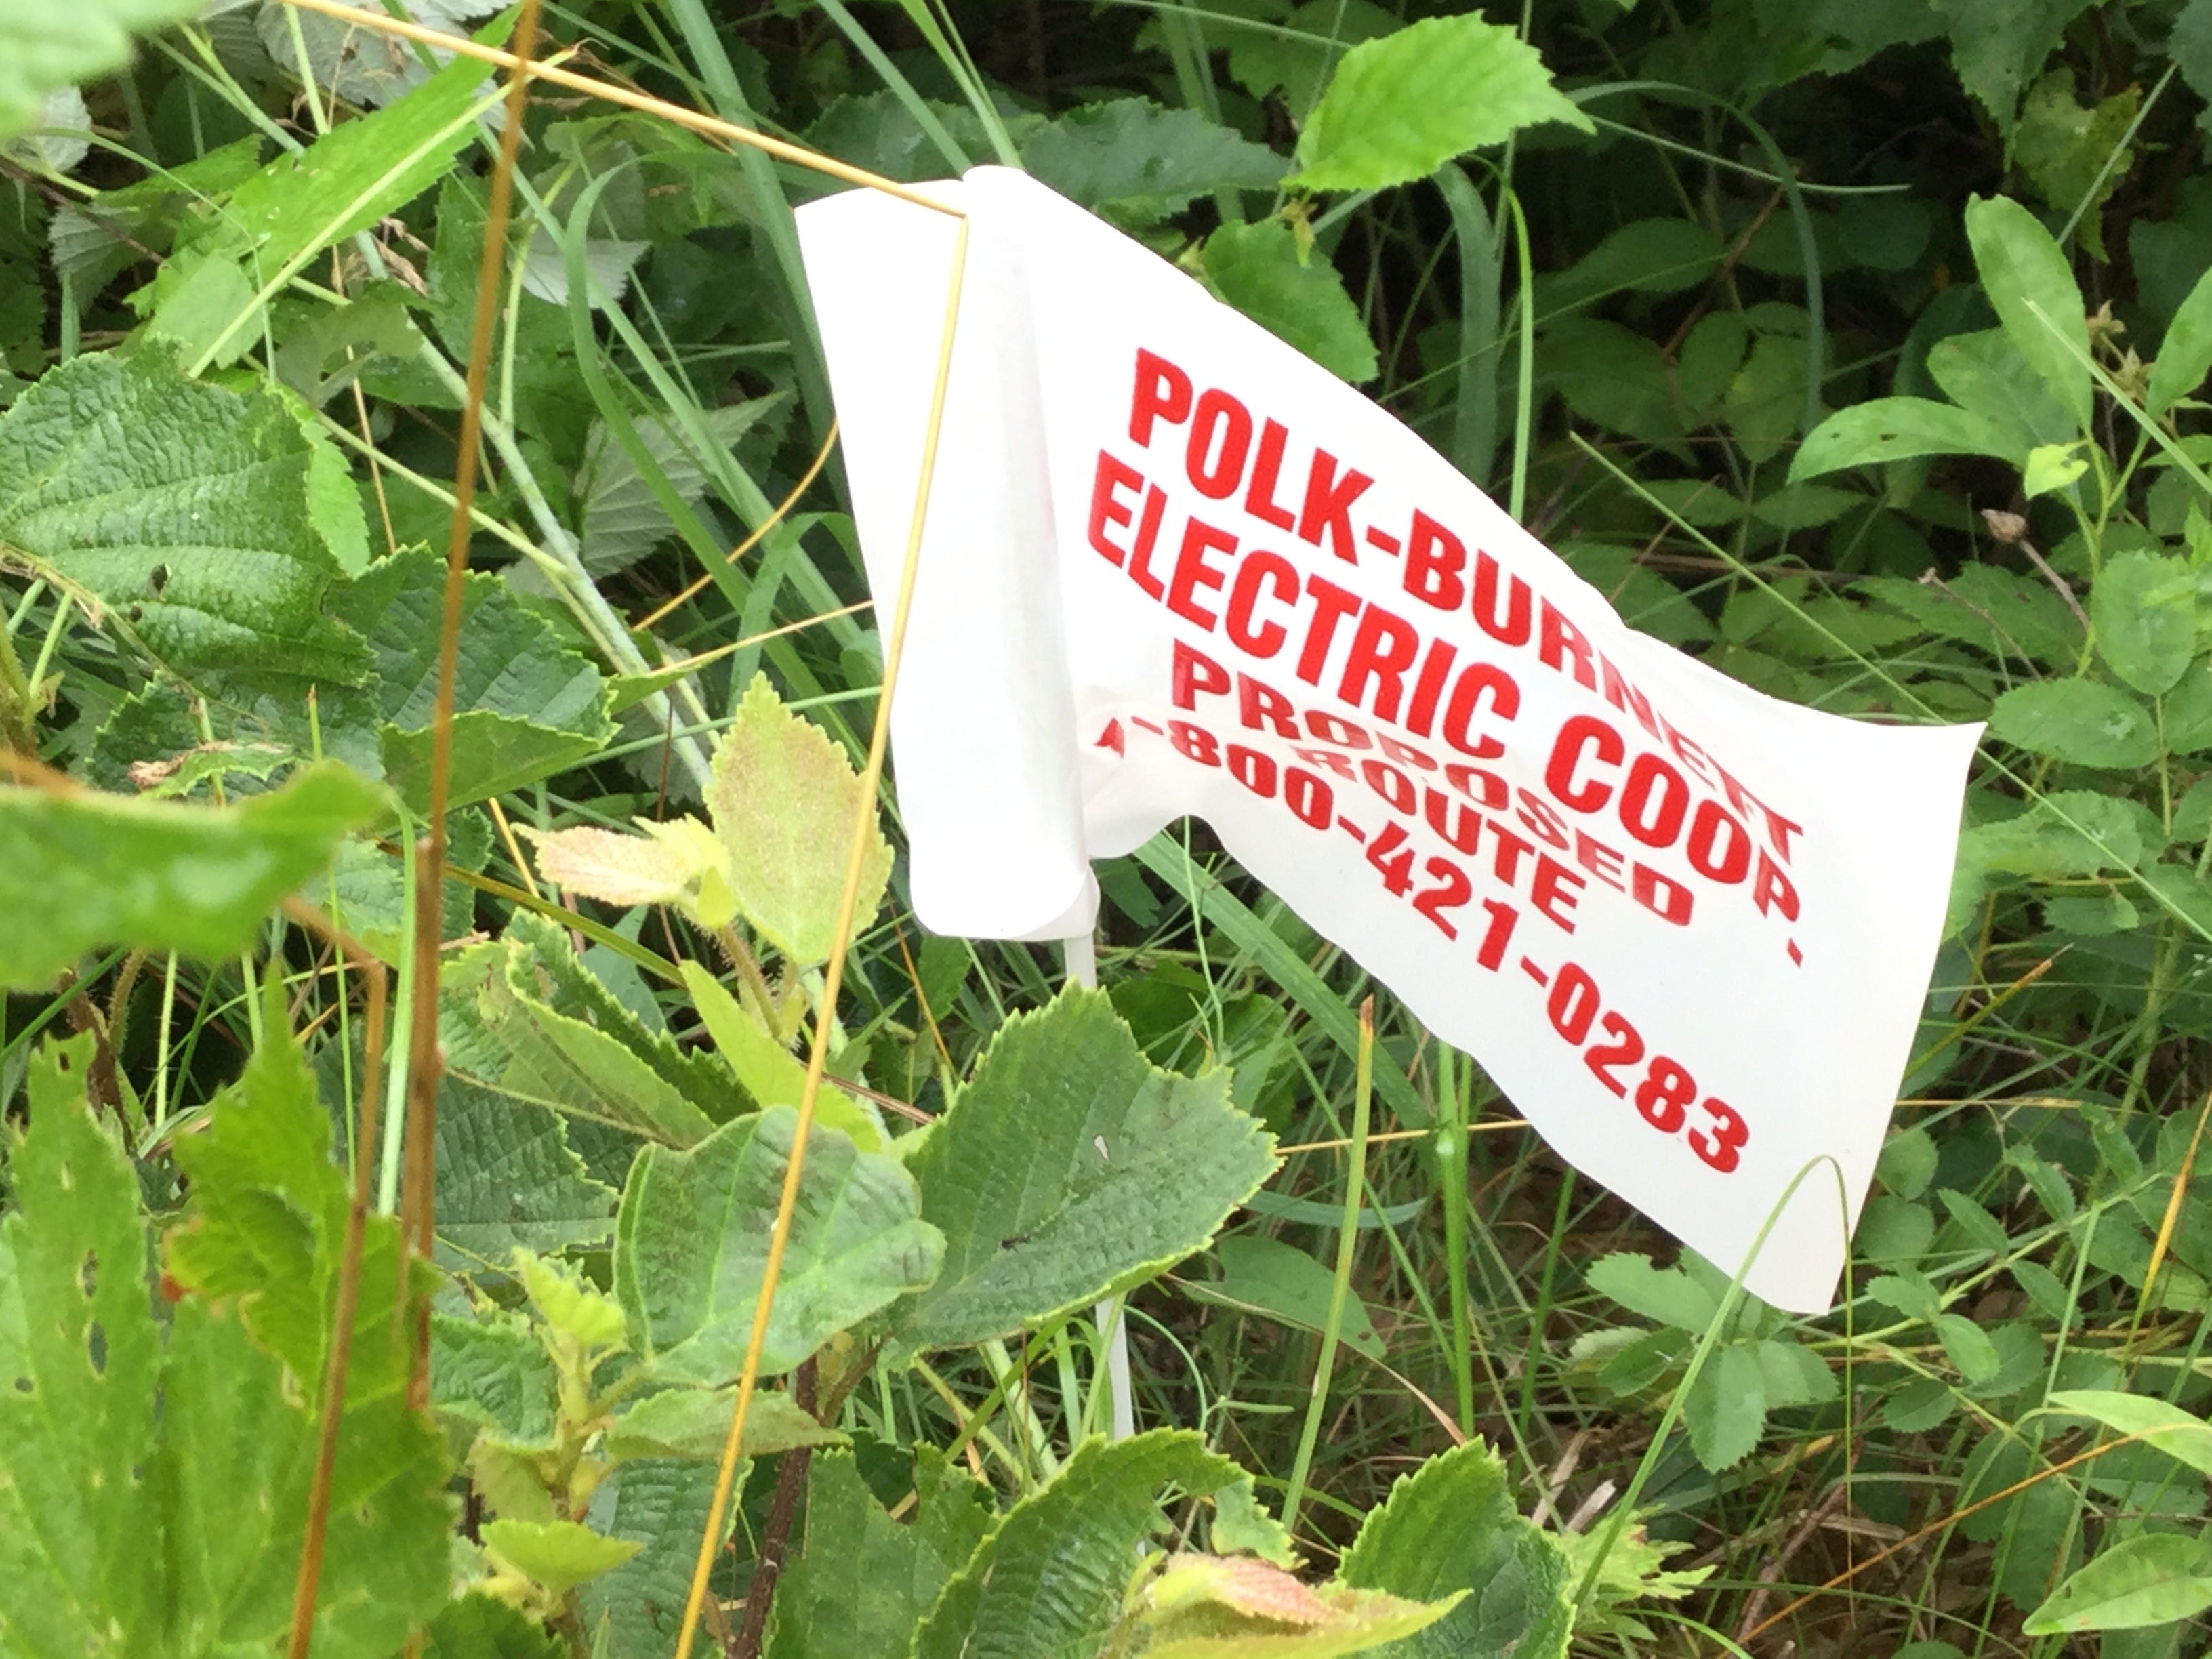 POLK-BURNETT
ELECTRIC COOP.
PROPOSED
ROUTE
1-800-421-0283